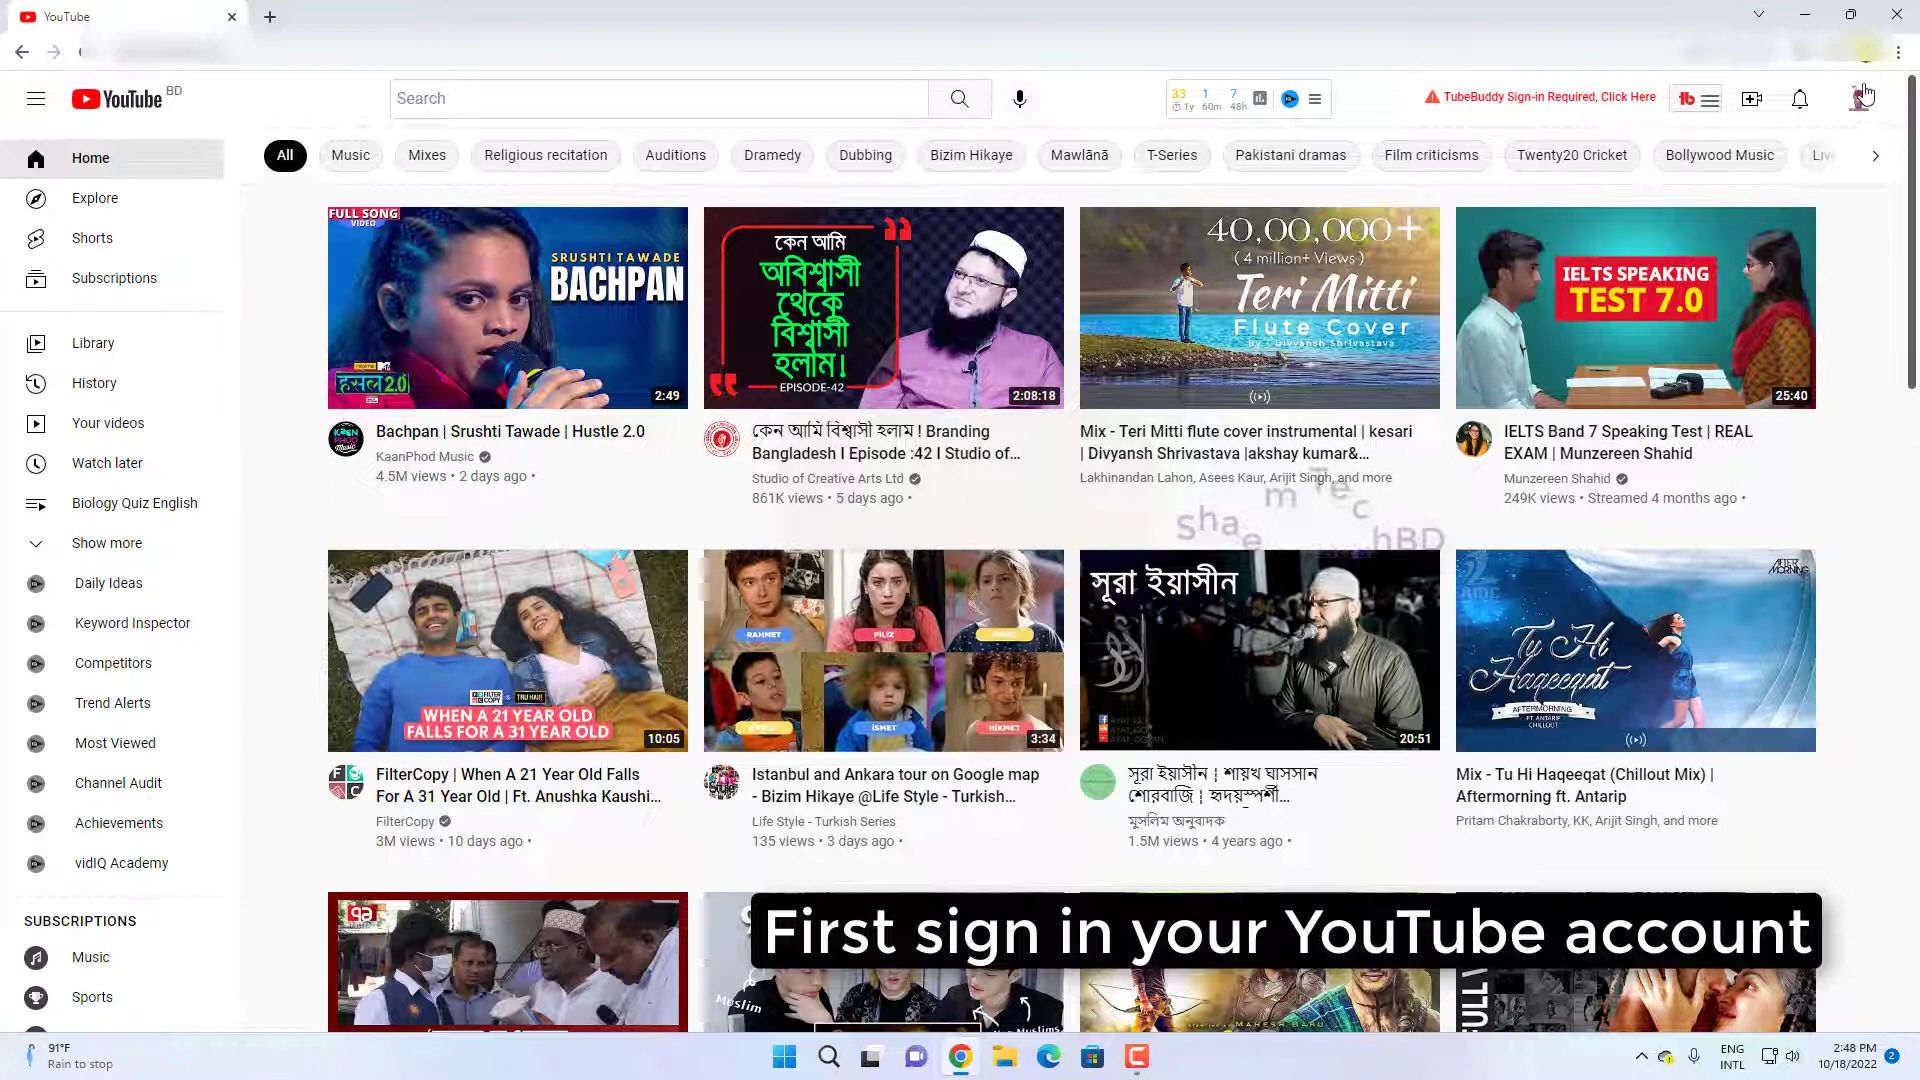 YouTube
YouTube BD
Search
33 1 7
1y 60m 48h
TubeBuddy Sign-in Required, Click Here
tb
All
Music
Mixes
Religious recitation
Auditions
Dramedy
Dubbing
Bizim Hikaye
Mawlānā
T-Series
Pakistani dramas
Film criticisms
Twenty20 Cricket
Bollywood Music
Live
Home
Explore
Shorts
Subscriptions
Library
History
Your videos
Watch later
Biology Quiz English
Show more
Daily Ideas
Keyword Inspector
Competitors
Trend Alerts
Most Viewed
Channel Audit
Achievements
vidIQ Academy
SUBSCRIPTIONS
Music
Sports
FULL SONG
VIDEO
SRUSHTI TAWADE
BACHPAN
हसल 2.0
2:49
Bachpan | Srushti Tawade | Hustle 2.0
KaanPhod Music
4.5M views • 2 days ago •
কেন আমি
অবিশ্বাসী
থেকে
বিশ্বাসী
হলাম!
EPISODE-42
2:08:18
কেন আমি বিশ্বাসী হলাম ! Branding
Bangladesh I Episode :42 I Studio of...
Studio of Creative Arts Ltd
861K views • 5 days ago •
40,00,000+
( 4 million+ Views )
Teri Mitti
Flute Cover
By : Divyansh Shrivastava
Mix - Teri Mitti flute cover instrumental | kesari
| Divyansh Shrivastava |akshay kumar&...
Lakhinandan Lahon, Asees Kaur, Arijit Singh, and more
IELTS SPEAKING
TEST 7.0
25:40
IELTS Band 7 Speaking Test | REAL
EXAM | Munzereen Shahid
Munzereen Shahid
249K views • Streamed 4 months ago •
ShaemTechBD
FILTER COPY
TRU HAIR
WHEN A 21 YEAR OLD
FALLS FOR A 31 YEAR OLD
10:05
FilterCopy | When A 21 Year Old Falls
For A 31 Year Old | Ft. Anushka Kaushi...
FilterCopy
3M views • 10 days ago •
RAHMET
FILIZ
İSMET
HİKMET
3:34
Istanbul and Ankara tour on Google map
- Bizim Hikaye @Life Style - Turkish...
Life Style - Turkish Series
135 views • 3 days ago •
সূরা ইয়াসীন
20:51
সূরা ইয়াসীন ¦ শায়খ ঘাসসান
শোরবাজি ¦ হৃদয়স্পর্শী...
মুসলিম অনুবাদক
1.5M views • 4 years ago •
AFTER MORNING
Tu Hi
Haqeeqat
AFTERMORNING
FT. ANTARIP
CHILLOUT
Mix - Tu Hi Haqeeqat (Chillout Mix) |
Aftermorning ft. Antarip
Pritam Chakraborty, KK, Arijit Singh, and more
Muslim
MAHESH BABU
FULL
First sign in your YouTube account
91°F
Rain to stop
ENG
INTL
2:48 PM
10/18/2022
2